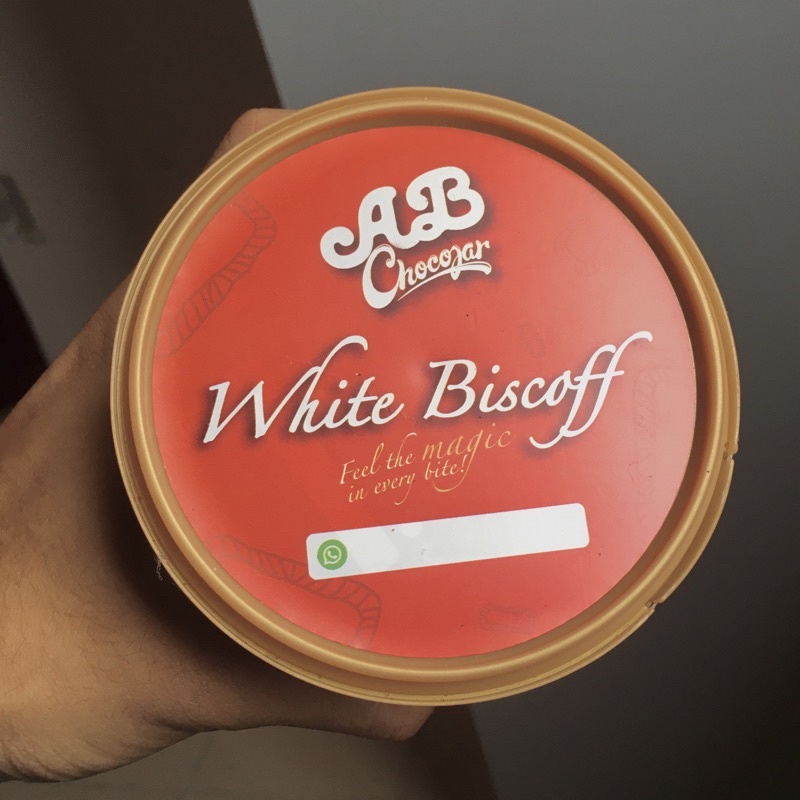 AB
Chocojar
White Biscoff
Feel the magic
in every bite!